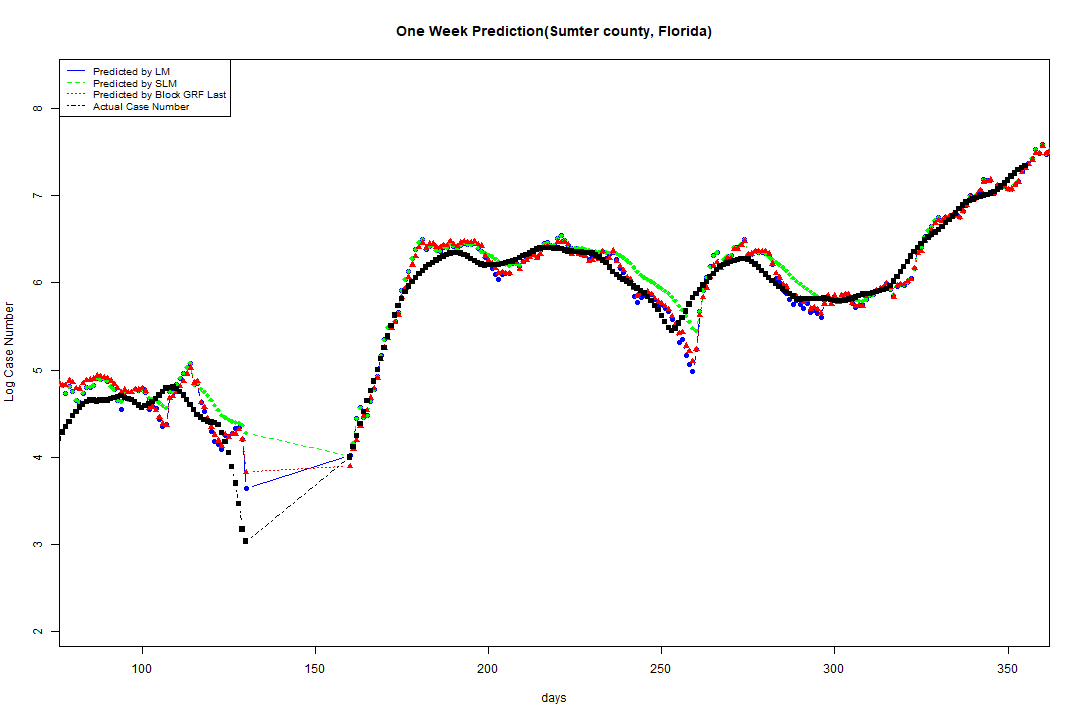 One Week Prediction(Sumter county, Florida)
Predicted by LM
Predicted by SLM
Predicted by Block GRF Last
Actual Case Number
8
7
6
5
4
3
2
Log Case Number
100 150 200 250 300 350
days